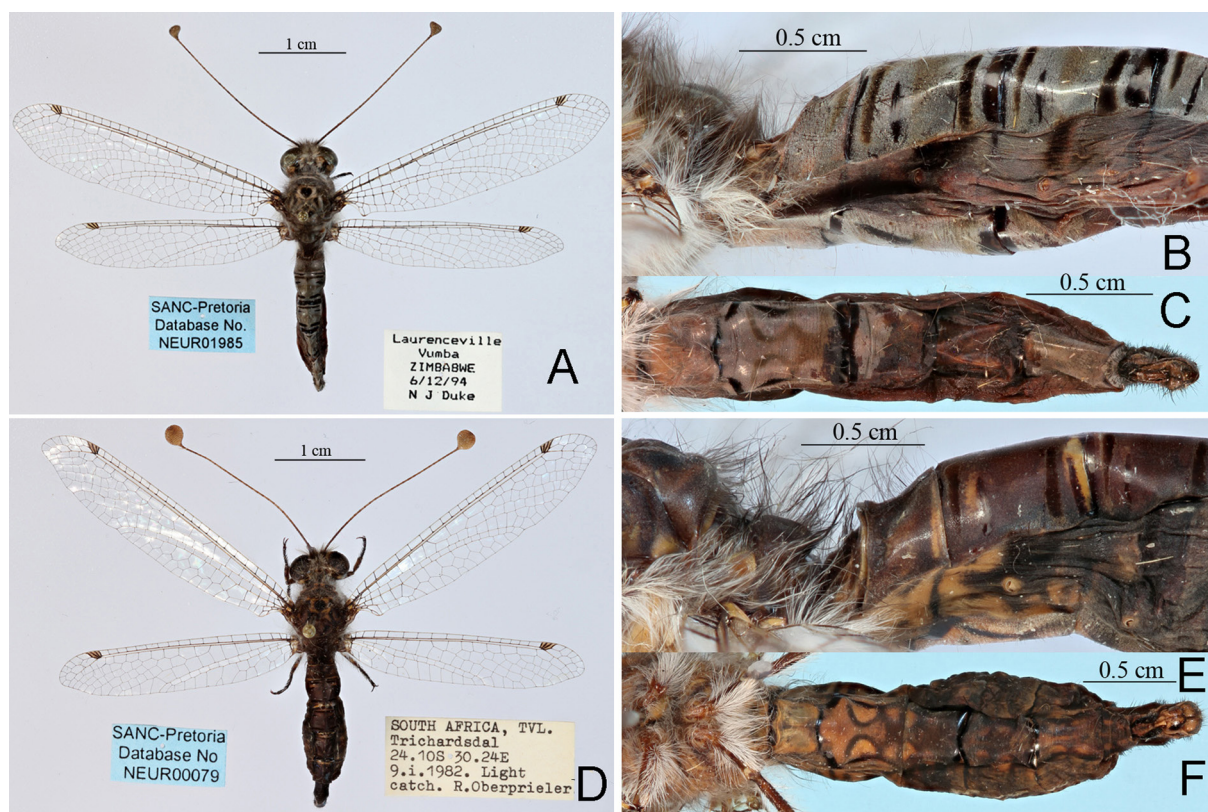 1 cm
SANC-Pretoria
Database No.
NEUR01985
Laurenceville
Vumba
ZIMBABWE
6/12/94
N J Duke
A
0.5 cm
B
0.5 cm
C
1 cm
SANC-Pretoria
Database No
NEUR00079
SOUTH AFRICA, TVL.
Trichardsdal
24.10S 30.24E
9.i.1982. Light
catch. R.Oberprieler
D
0.5 cm
E
0.5 cm
F